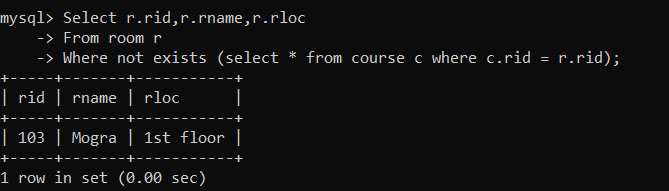 mysql> Select r.rid,r.rname,r.rloc
    -> From room r
    -> Where not exists (select * from course c where c.rid = r.rid);
+-----+-------+-----------+
| rid | rname | rloc      |
+-----+-------+-----------+
| 103 | Mogra | 1st floor |
+-----+-------+-----------+
1 row in set (0.00 sec)